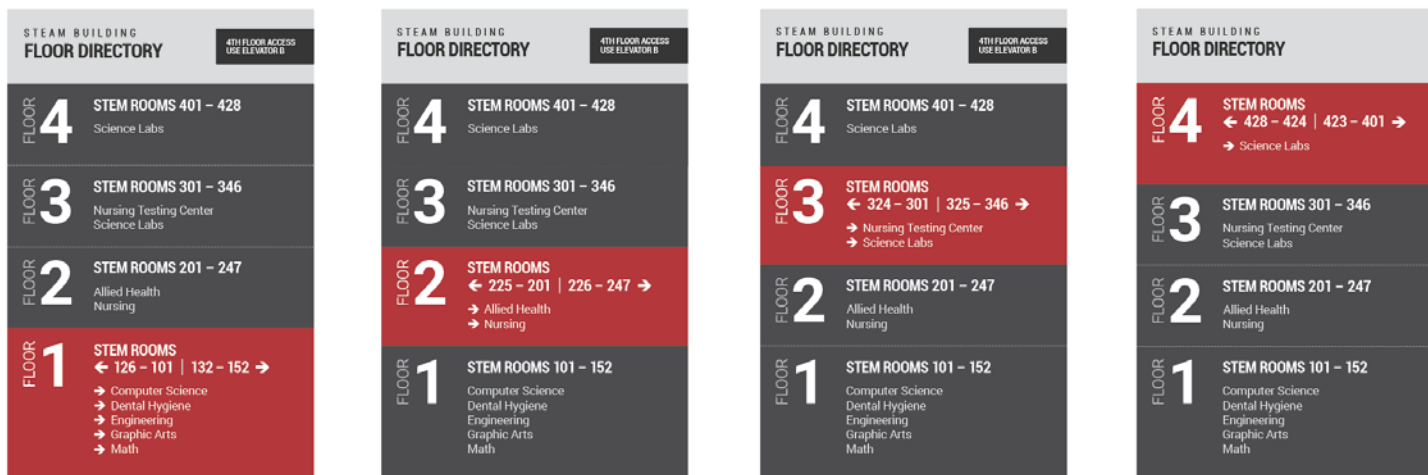 STEAM BUILDING
FLOOR DIRECTORY
4TH FLOOR ACCESS
USE ELEVATOR B
FLOOR 4
STEM ROOMS 401 – 428
Science Labs
FLOOR 3
STEM ROOMS 301 – 346
Nursing Testing Center
Science Labs
FLOOR 2
STEM ROOMS 201 – 247
Allied Health
Nursing
FLOOR 1
STEM ROOMS
← 126 – 101 | 132 – 152 →
→ Computer Science
→ Dental Hygiene
→ Engineering
→ Graphic Arts
→ Math
STEAM BUILDING
FLOOR DIRECTORY
4TH FLOOR ACCESS
USE ELEVATOR B
FLOOR 4
STEM ROOMS 401 – 428
Science Labs
FLOOR 3
STEM ROOMS 301 – 346
Nursing Testing Center
Science Labs
FLOOR 2
STEM ROOMS
← 225 – 201 | 226 – 247 →
→ Allied Health
→ Nursing
FLOOR 1
STEM ROOMS 101 – 152
Computer Science
Dental Hygiene
Engineering
Graphic Arts
Math
STEAM BUILDING
FLOOR DIRECTORY
4TH FLOOR ACCESS
USE ELEVATOR B
FLOOR 4
STEM ROOMS 401 – 428
Science Labs
FLOOR 3
STEM ROOMS
← 324 – 301 | 325 – 346 →
→ Nursing Testing Center
→ Science Labs
FLOOR 2
STEM ROOMS 201 – 247
Allied Health
Nursing
FLOOR 1
STEM ROOMS 101 – 152
Computer Science
Dental Hygiene
Engineering
Graphic Arts
Math
STEAM BUILDING
FLOOR DIRECTORY
FLOOR 4
STEM ROOMS
← 428 – 424 | 423 – 401 →
→ Science Labs
FLOOR 3
STEM ROOMS 301 – 346
Nursing Testing Center
Science Labs
FLOOR 2
STEM ROOMS 201 – 247
Allied Health
Nursing
FLOOR 1
STEM ROOMS 101 – 152
Computer Science
Dental Hygiene
Engineering
Graphic Arts
Math